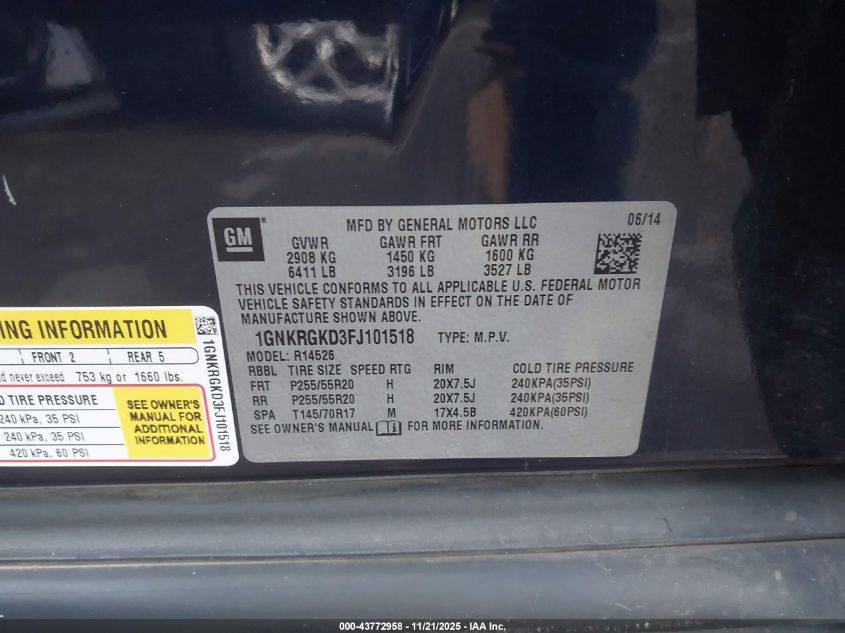 GM
MFD BY GENERAL MOTORS LLC
06/14
GVWR GAWR FRT GAWR RR
2908 KG 1450 KG 1600 KG
6411 LB 3196 LB 3527 LB
THIS VEHICLE CONFORMS TO ALL APPLICABLE U.S. FEDERAL MOTOR
VEHICLE SAFETY STANDARDS IN EFFECT ON THE DATE OF
MANUFACTURE SHOWN ABOVE.
1GNKRGKD3FJ101518 TYPE: M.P.V.
MODEL: R14526
RBBL TIRE SIZE SPEED RTG RIM COLD TIRE PRESSURE
FRT P255/55R20 H 20X7.5J 240KPA(35PSI)
RR P255/55R20 H 20X7.5J 240KPA(35PSI)
SPA T145/70R17 M 17X4.5B 420KPA(60PSI)
SEE OWNER'S MANUAL FOR MORE INFORMATION.
INFORMATION
FRONT 2 REAR 5
never exceed 753 kg or 1660 lbs.
TIRE PRESSURE
240 kPa, 35 PSI
240 kPa, 35 PSI
420 kPa, 60 PSI
SEE OWNER'S
MANUAL FOR
ADDITIONAL
INFORMATION
1GNKRGKD3FJ101518
000-43772958 - 11/21/2025 - IAA Inc.